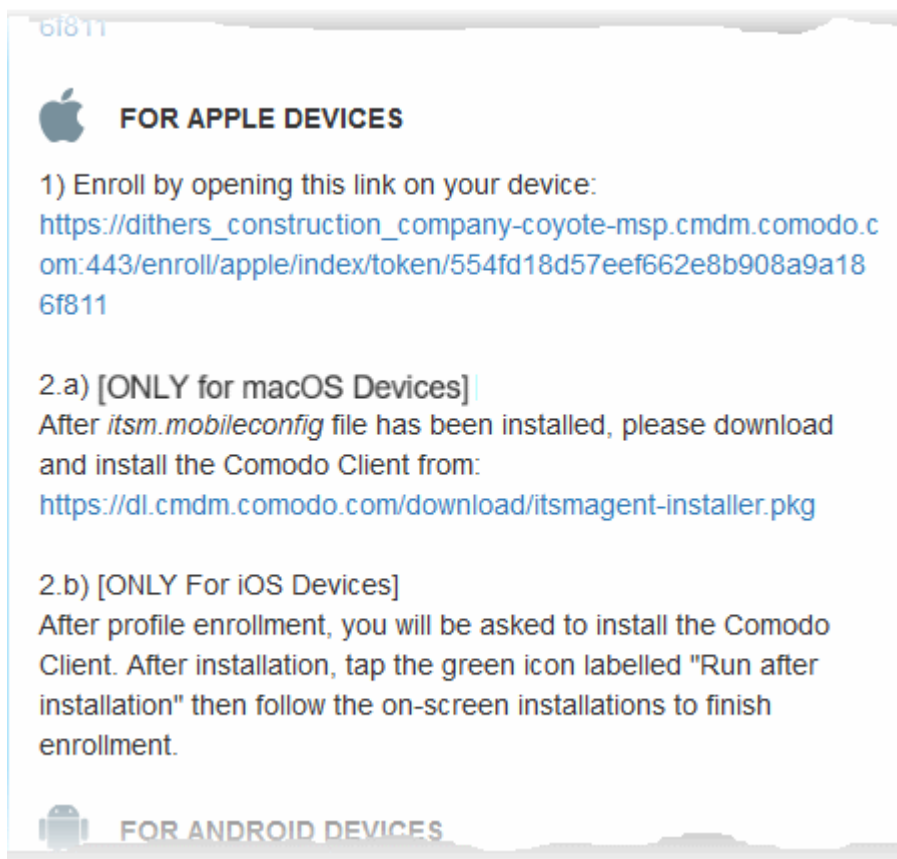 6f811
FOR APPLE DEVICES
1) Enroll by opening this link on your device:
https://dithers_construction_company-coyote-msp.cmdm.comodo.c
om:443/enroll/apple/index/token/554fd18d57eef662e8b908a9a18
6f811
2.a) [ONLY for macOS Devices]
After itsm.mobileconfig file has been installed, please download
and install the Comodo Client from:
https://dl.cmdm.comodo.com/download/itsmagent-installer.pkg
2.b) [ONLY For iOS Devices]
After profile enrollment, you will be asked to install the Comodo
Client. After installation, tap the green icon labelled "Run after
installation" then follow the on-screen installations to finish
enrollment.
FOR ANDROID DEVICES